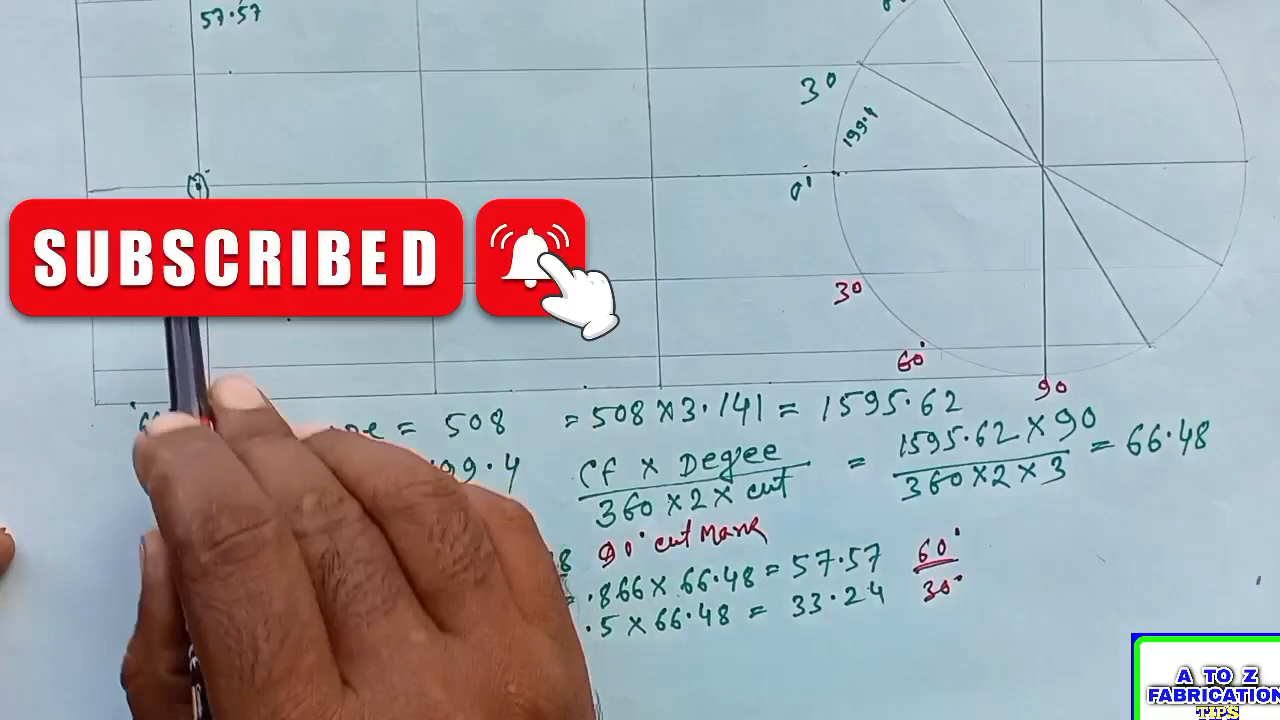 57.57
30
199.4
0°
SUBSCRIBED
30
60°
90
= 508 = 508 × 3.141 = 1595.62
99.4 Cf × Degee / 360 × 2 × cut = 1595.62 × 90 / 360 × 2 × 3 = 66.48
90° cut Mark
= .866 × 66.48 = 57.57 60°
.5 × 66.48 = 33.24 30°
A TO Z
FABRICATION
TIPS